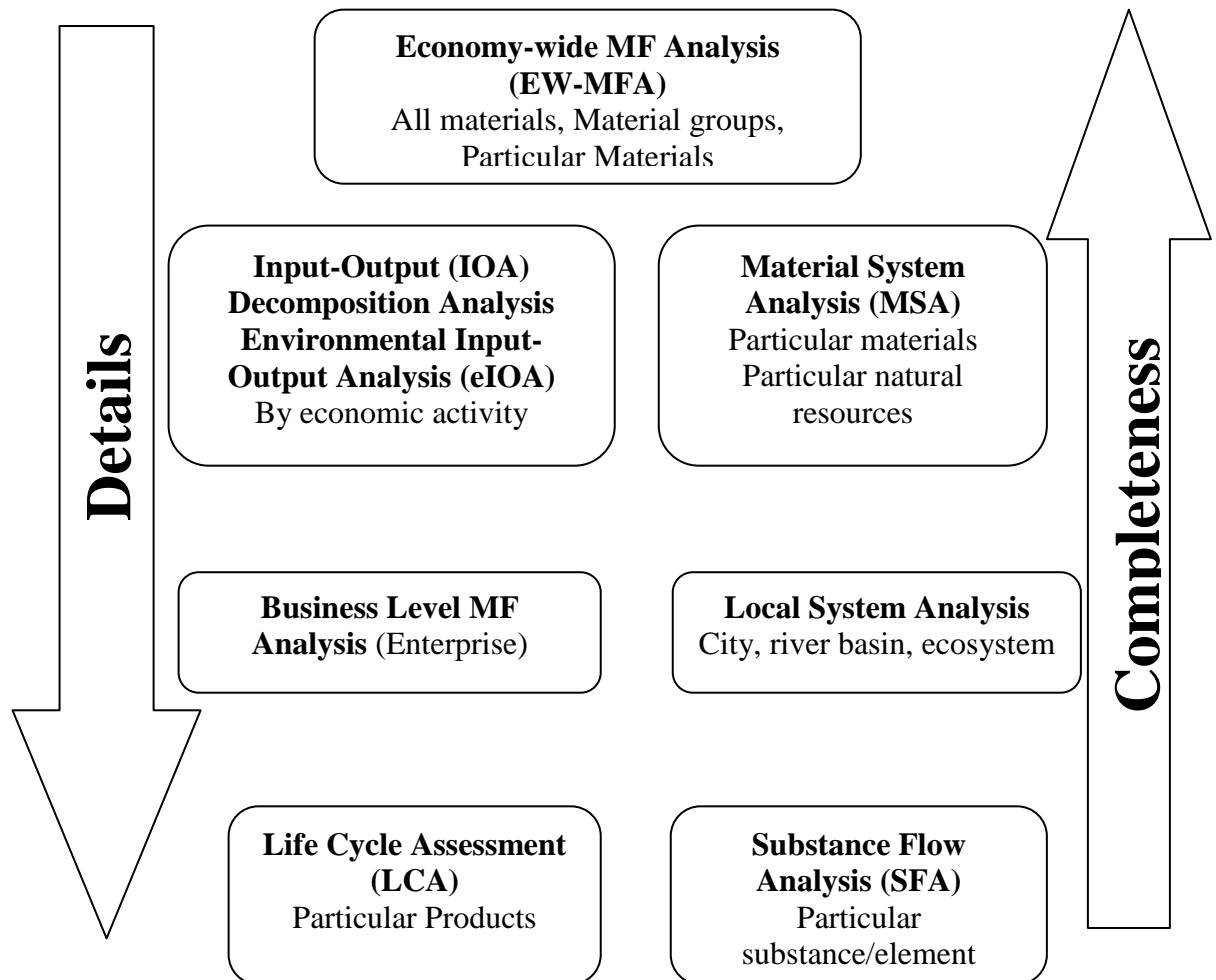 Economy-wide MF Analysis
(EW-MFA)
All materials, Material groups,
Particular Materials
Details
Input-Output (IOA)
Decomposition Analysis
Environmental Input-
Output Analysis (eIOA)
By economic activity
Material System
Analysis (MSA)
Particular materials
Particular natural
resources
Completeness
Business Level MF
Analysis (Enterprise)
Local System Analysis
City, river basin, ecosystem
Life Cycle Assessment
(LCA)
Particular Products
Substance Flow
Analysis (SFA)
Particular
substance/element